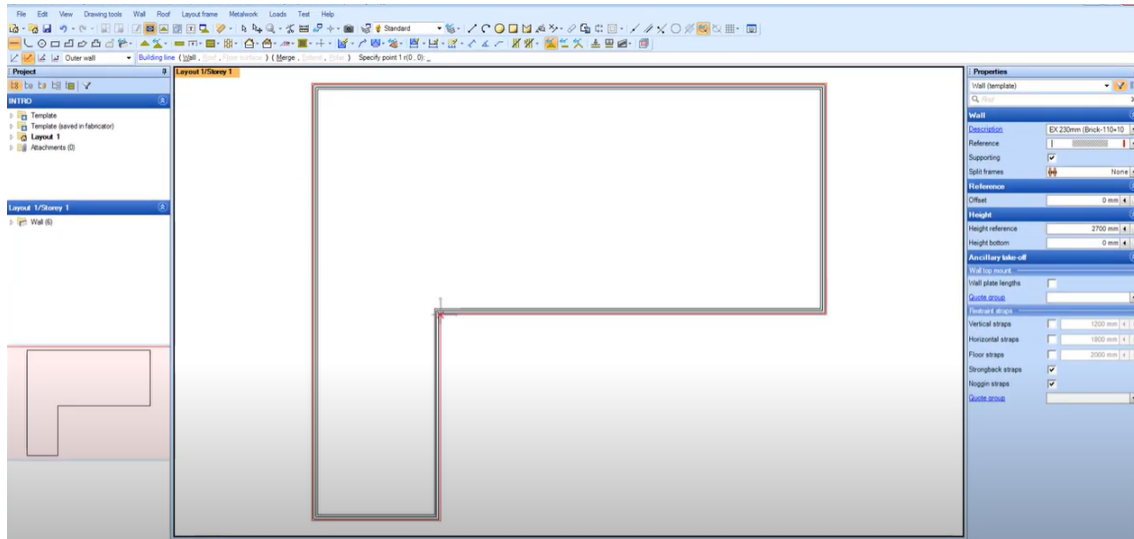 File Edit View Drawing tools Wall Roof Layout frame Metalwork Loads Test Help
Standard
Outer wall Building line { Wall , Roof , Floor surface } { Merge , Extend , Polar } Specify point 1 r(0 , 0): _
Project
INTRO
Template
Template (saved in fabricator)
Layout 1
Attachments (0)
Layout 1/Storey 1
Wall (6)
Layout 1/Storey 1
Properties
Wall (template)
Find
Wall
Description EX 230mm (Brick-110+10
Reference
Supporting
Split frames None
Reference
Offset 0 mm
Height
Height reference 2700 mm
Height bottom 0 mm
Ancillary take-off
Wall top mount
Wall plate lengths
Quote group
Restraint straps
Vertical straps 1200 mm
Horizontal straps 1800 mm
Floor straps 2000 mm
Strongback straps
Noggin straps
Quote group